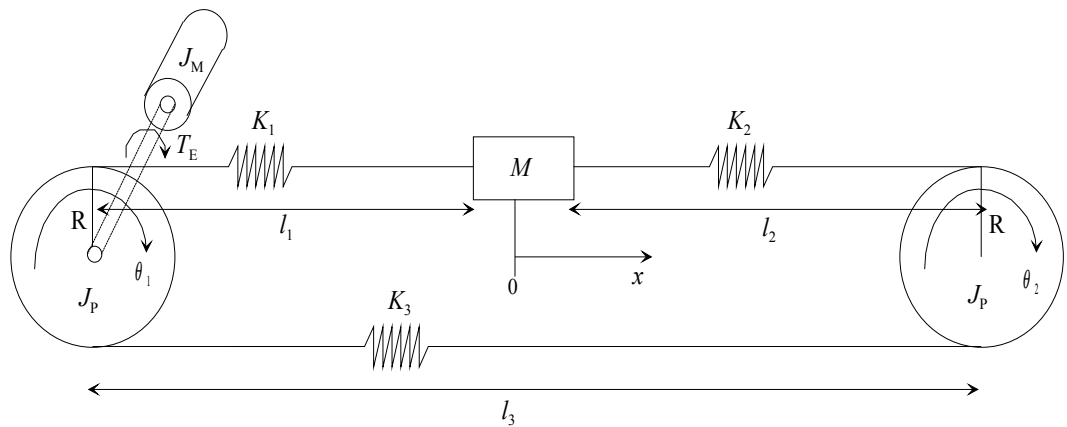 J_M
T_E
K_1
K_2
M
R
l_1
l_2
R
θ_1
0
x
θ_2
J_P
J_P
K_3
l_3